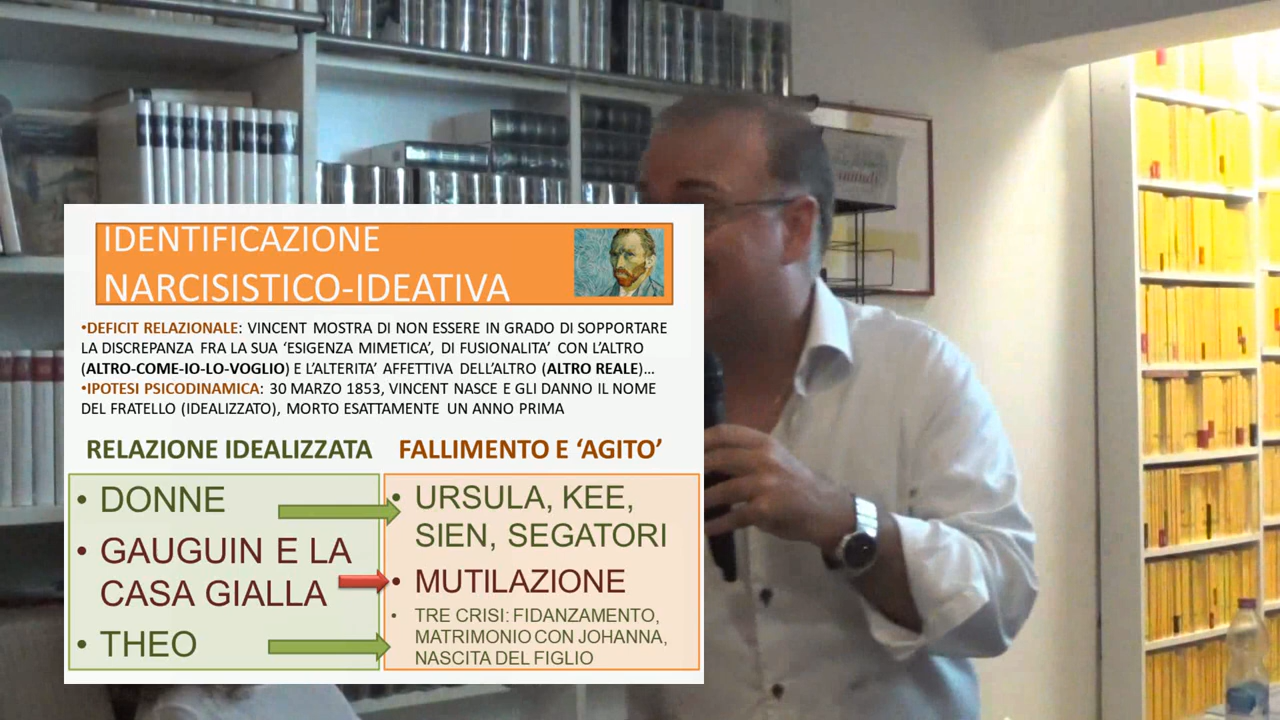 IDENTIFICAZIONE
NARCISISTICO-IDEATIVA
•DEFICIT RELAZIONALE: VINCENT MOSTRA DI NON ESSERE IN GRADO DI SOPPORTARE
LA DISCREPANZA FRA LA SUA ‘ESIGENZA MIMETICA’, DI FUSIONALITA’ CON L’ALTRO
(ALTRO-COME-IO-LO-VOGLIO) E L’ALTERITA’ AFFETTIVA DELL’ALTRO (ALTRO REALE)...
•IPOTESI PSICODINAMICA: 30 MARZO 1853, VINCENT NASCE E GLI DANNO IL NOME
DEL FRATELLO (IDEALIZZATO), MORTO ESATTAMENTE UN ANNO PRIMA
RELAZIONE IDEALIZZATA
• DONNE
• GAUGUIN E LA
CASA GIALLA
• THEO
FALLIMENTO E ‘AGITO’
• URSULA, KEE,
SIEN, SEGATORI
• MUTILAZIONE
• TRE CRISI: FIDANZAMENTO,
MATRIMONIO CON JOHANNA,
NASCITA DEL FIGLIO